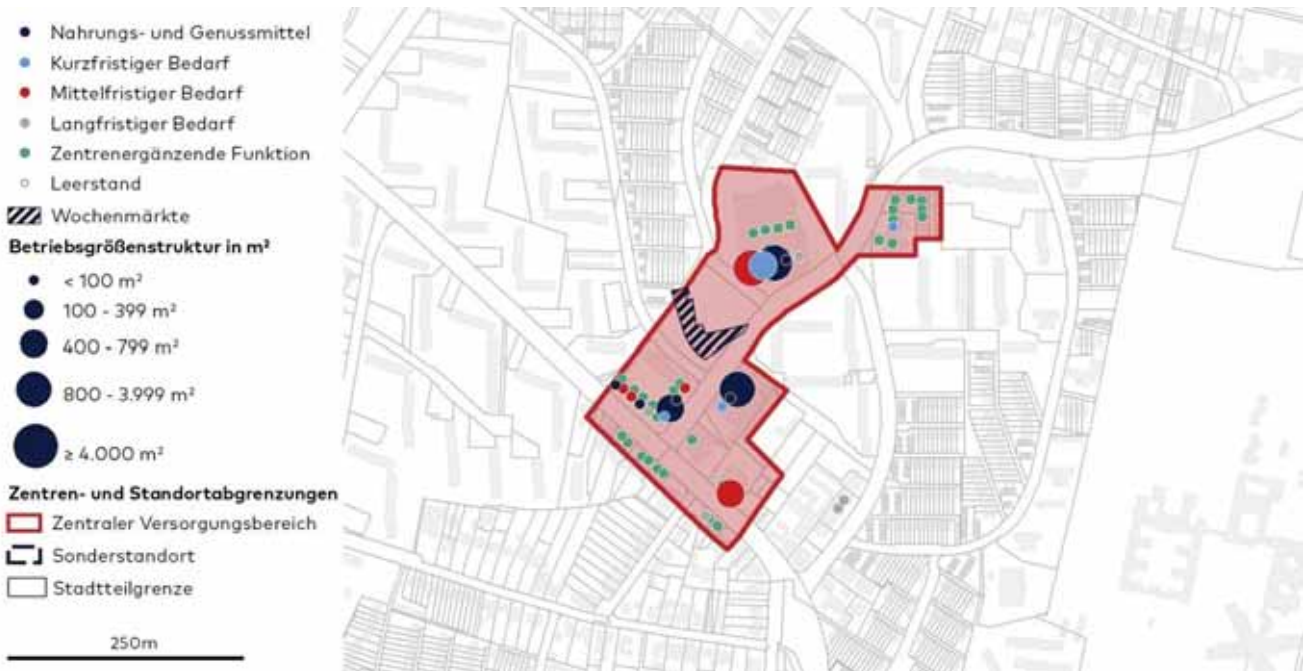 Nahrungs- und Genussmittel
Kurzfristiger Bedarf
Mittelfristiger Bedarf
Langfristiger Bedarf
Zentrenergänzende Funktion
Leerstand
Wochenmärkte
Betriebsgrößenstruktur in m²
< 100 m²
100 - 399 m²
400 - 799 m²
800 - 3.999 m²
≥ 4.000 m²
Zentren- und Standortabgrenzungen
Zentraler Versorgungsbereich
Sonderstandort
Stadtteilgrenze
250m